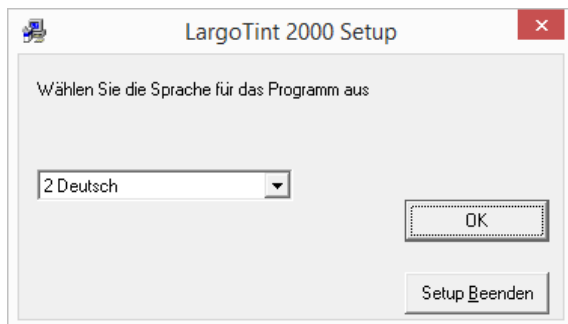 LargoTint 2000 Setup
Wählen Sie die Sprache für das Programm aus
2 Deutsch
OK
Setup Beenden